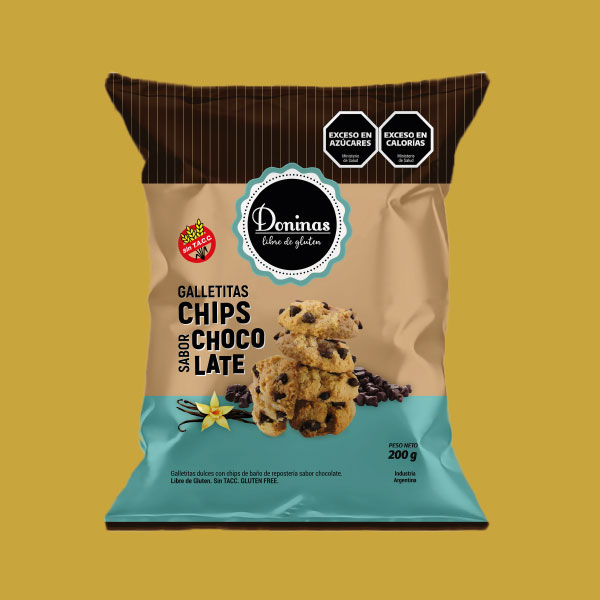 EXCESO EN
AZÚCARES
Ministerio
de Salud
EXCESO EN
CALORÍAS
Ministerio
de Salud
Doninas
libre de gluten
Sin T.A.C.C.
GALLETITAS
CHIPS
SABOR
CHOCO
LATE
PESO NETO
200 g
Galletitas dulces con chips de baño de repostería sabor chocolate.
Libre de Gluten. Sin TACC. GLUTEN FREE.
Industria
Argentina